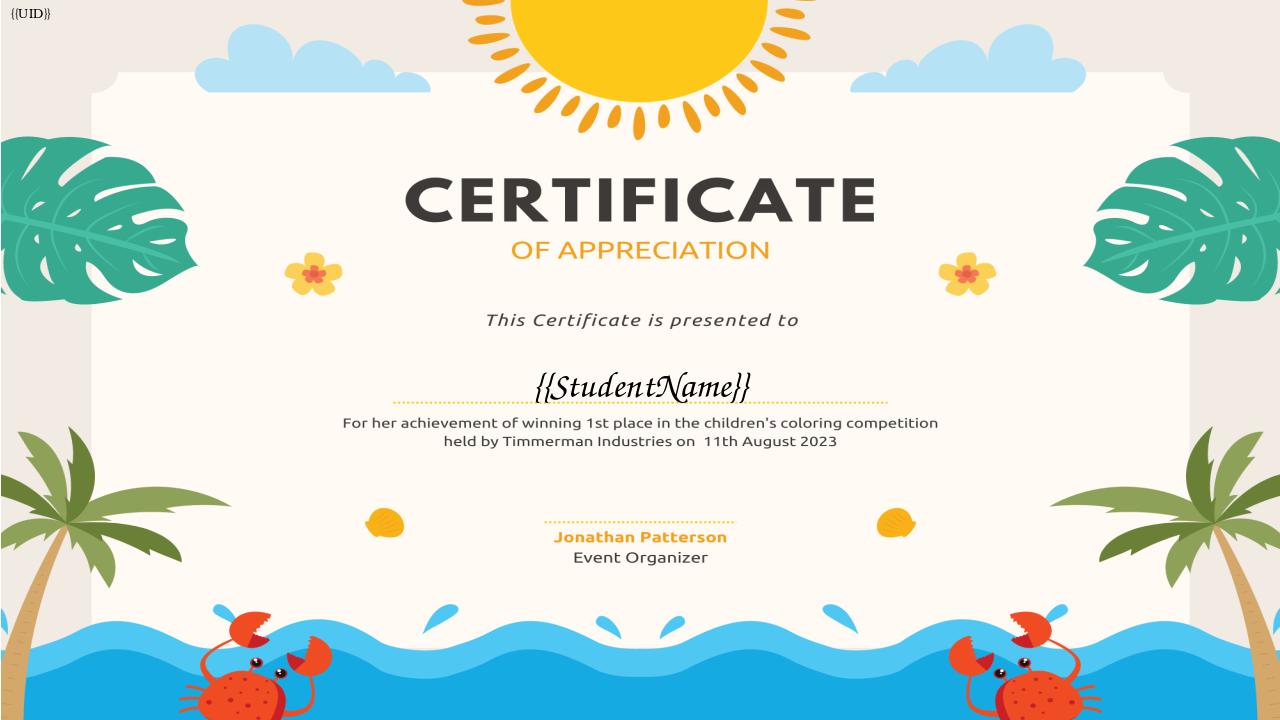 {{UID}}
CERTIFICATE
OF APPRECIATION
This Certificate is presented to
{{StudentName}}
For her achievement of winning 1st place in the children's coloring competition
held by Timmerman Industries on  11th August 2023
Jonathan Patterson
Event Organizer